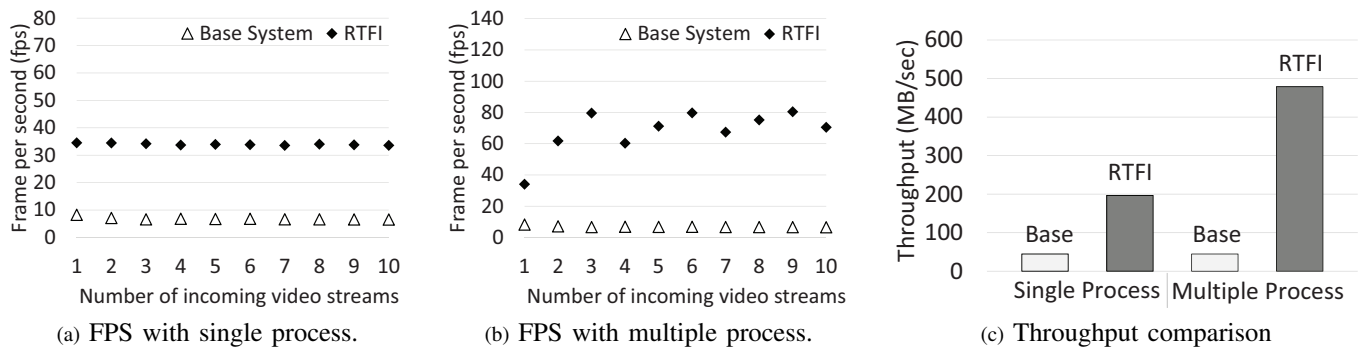 Frame per second (fps)
80
70
60
50
40
30
20
10
0
△ Base System ◆ RTFI
1 2 3 4 5 6 7 8 9 10
Number of incoming video streams
(a) FPS with single process.
Frame per second (fps)
140
120
100
80
60
40
20
0
△ Base System ◆ RTFI
1 2 3 4 5 6 7 8 9 10
Number of incoming video streams
(b) FPS with multiple process.
Throughput (MB/sec)
600
500
400
300
200
100
0
Base
RTFI
Base
RTFI
Single Process Multiple Process
(c) Throughput comparison